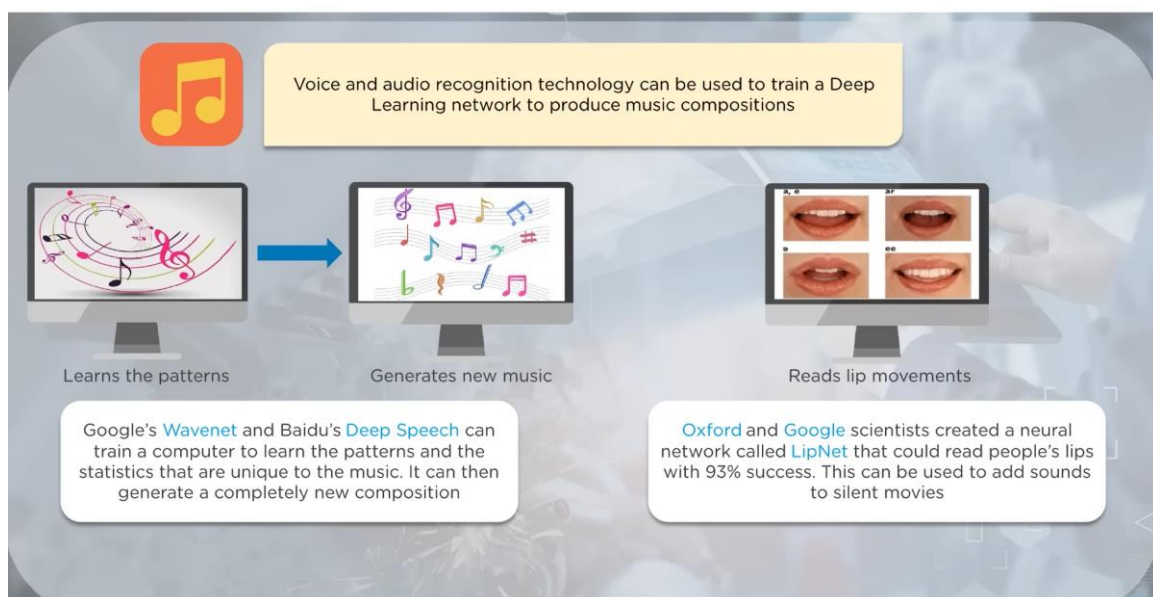 Voice and audio recognition technology can be used to train a Deep
Learning network to produce music compositions
a, e
ar
o
ee
Learns the patterns
Generates new music
Reads lip movements
Google's Wavenet and Baidu's Deep Speech can
train a computer to learn the patterns and the
statistics that are unique to the music. It can then
generate a completely new composition
Oxford and Google scientists created a neural
network called LipNet that could read people's lips
with 93% success. This can be used to add sounds
to silent movies